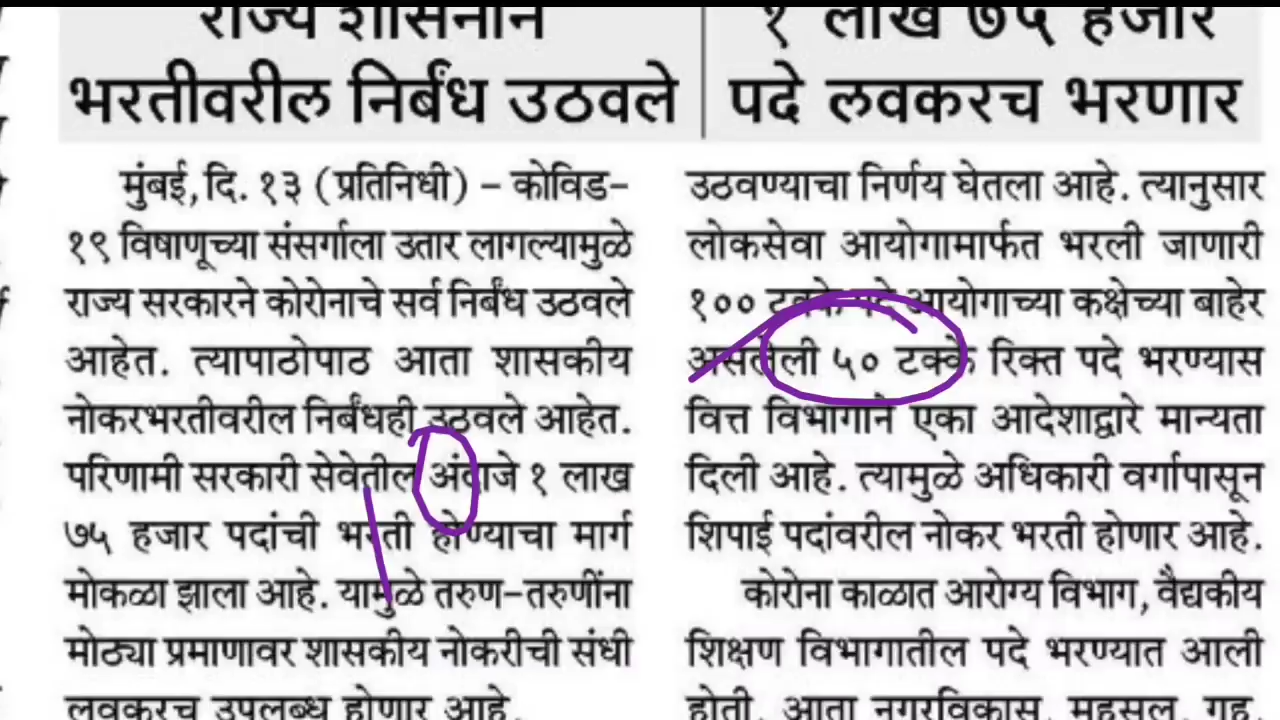 राज्य शासनाने
भरतीवरील निर्बंध उठवले
१ लाख ७५ हजार
पदे लवकरच भरणार
मुंबई, दि. १३ (प्रतिनिधी) - कोविड-
१९ विषाणूच्या संसर्गाला उतार लागल्यामुळे
राज्य सरकारने कोरोनाचे सर्व निर्बंध उठवले
आहेत. त्यापाठोपाठ आता शासकीय
नोकरभरतीवरील निर्बंधही उठवले आहेत.
परिणामी सरकारी सेवेतील अंदाजे १ लाख
७५ हजार पदांची भरती होण्याचा मार्ग
मोकळा झाला आहे. यामुळे तरुण-तरुणींना
मोठ्या प्रमाणावर शासकीय नोकरीची संधी
लवकरच उपलब्ध होणार आहे.
उठवण्याचा निर्णय घेतला आहे. त्यानुसार
लोकसेवा आयोगामार्फत भरली जाणारी
१०० टक्के पदे आयोगाच्या कक्षेच्या बाहेर
असलेली ५० टक्के रिक्त पदे भरण्यास
वित्त विभागाने एका आदेशाद्वारे मान्यता
दिली आहे. त्यामुळे अधिकारी वर्गापासून
शिपाई पदांवरील नोकर भरती होणार आहे.
कोरोना काळात आरोग्य विभाग, वैद्यकीय
शिक्षण विभागातील पदे भरण्यात आली
होती. आता नगरविकास, महसूल, गृह,